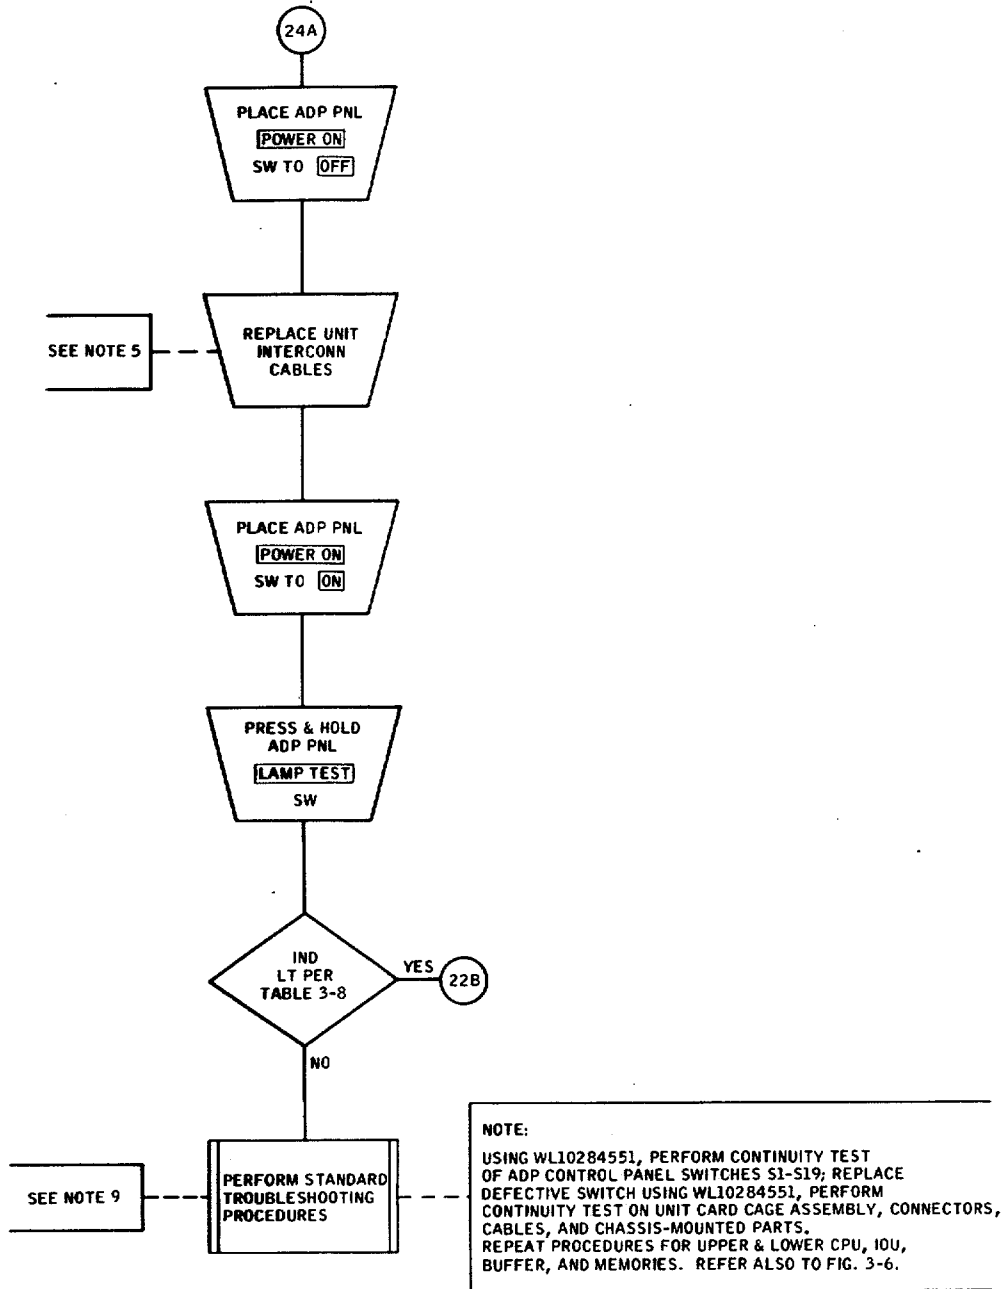 24A
PLACE ADP PNL
POWER ON
SW TO OFF
SEE NOTE 5
REPLACE UNIT
INTERCONN
CABLES
PLACE ADP PNL
POWER ON
SW TO ON
PRESS & HOLD
ADP PNL
LAMP TEST
SW
IND
LT PER
TABLE 3-8
YES
22B
NO
SEE NOTE 9
PERFORM STANDARD
TROUBLESHOOTING
PROCEDURES
NOTE:
USING WL10284551, PERFORM CONTINUITY TEST
OF ADP CONTROL PANEL SWITCHES S1-S19; REPLACE
DEFECTIVE SWITCH USING WL10284551, PERFORM
CONTINUITY TEST ON UNIT CARD CAGE ASSEMBLY, CONNECTORS,
CABLES, AND CHASSIS-MOUNTED PARTS.
REPEAT PROCEDURES FOR UPPER & LOWER CPU, IOU,
BUFFER, AND MEMORIES. REFER ALSO TO FIG. 3-6.